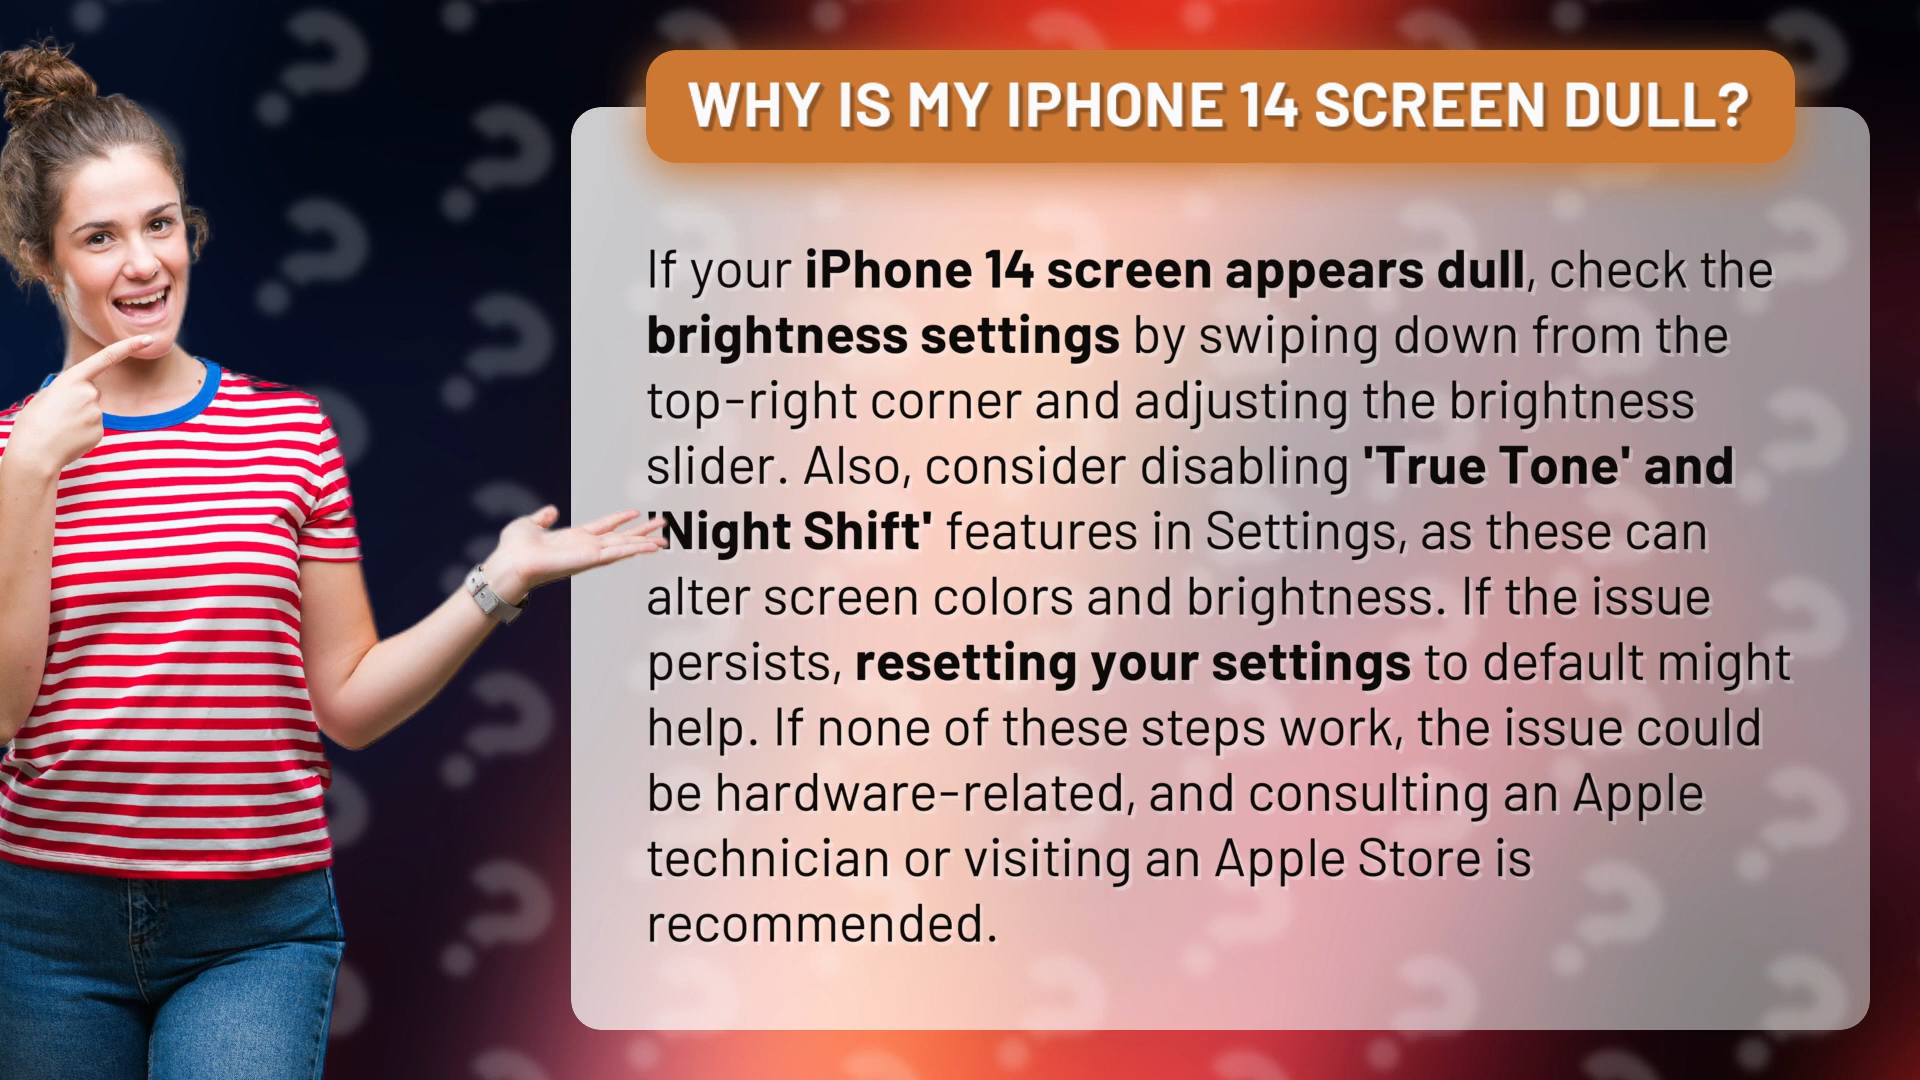 WHY IS MY IPHONE 14 SCREEN DULL?
If your iPhone 14 screen appears dull, check the
brightness settings by swiping down from the
top-right corner and adjusting the brightness
slider. Also, consider disabling 'True Tone' and
'Night Shift' features in Settings, as these can
alter screen colors and brightness. If the issue
persists, resetting your settings to default might
help. If none of these steps work, the issue could
be hardware-related, and consulting an Apple
technician or visiting an Apple Store is
recommended.